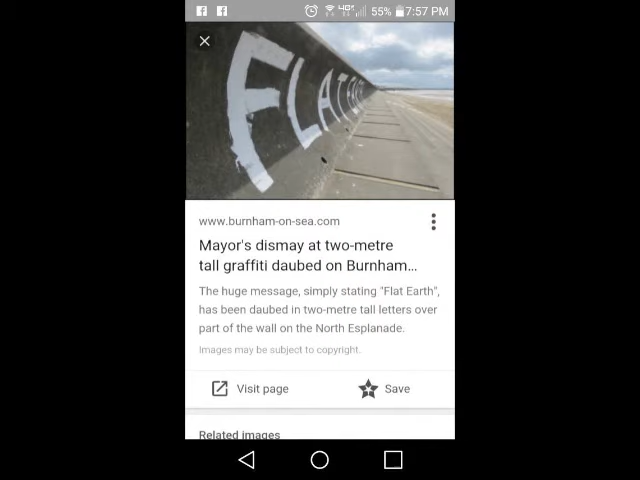 4G 55% 7:57 PM
FLAT EARTH
www.burnham-on-sea.com
Mayor's dismay at two-metre
tall graffiti daubed on Burnham...
The huge message, simply stating "Flat Earth",
has been daubed in two-metre tall letters over
part of the wall on the North Esplanade.
Images may be subject to copyright.
Visit page
Save
Related images